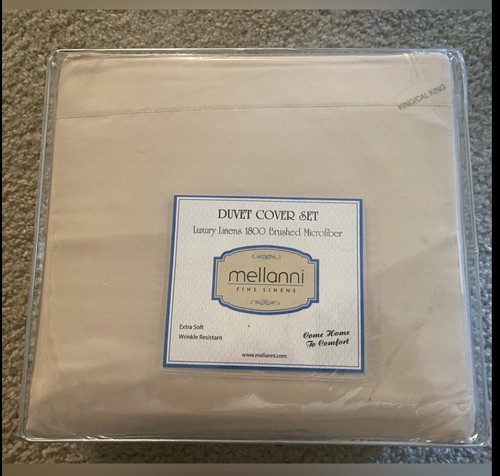 KING/CAL KING
DUVET COVER SET
Luxury Linens 1800 Brushed Microfiber
mellanni
FINE LINENS
Extra Soft
Wrinkle Resistant
Come Home
To Comfort
www.mellanni.com